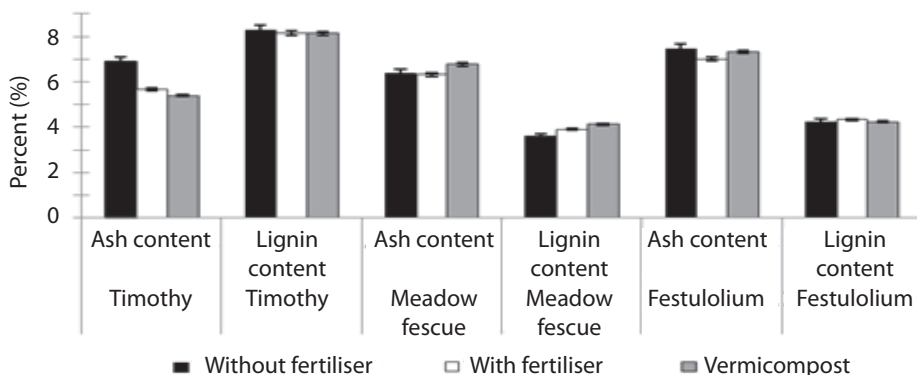 Percent (%)
8
6
4
2
0
Ash content
Timothy
Lignin
content
Timothy
Ash content
Meadow
fescue
Lignin
content
Meadow
fescue
Ash content
Festulolium
Lignin
content
Festulolium
Without fertiliser
With fertiliser
Vermicompost